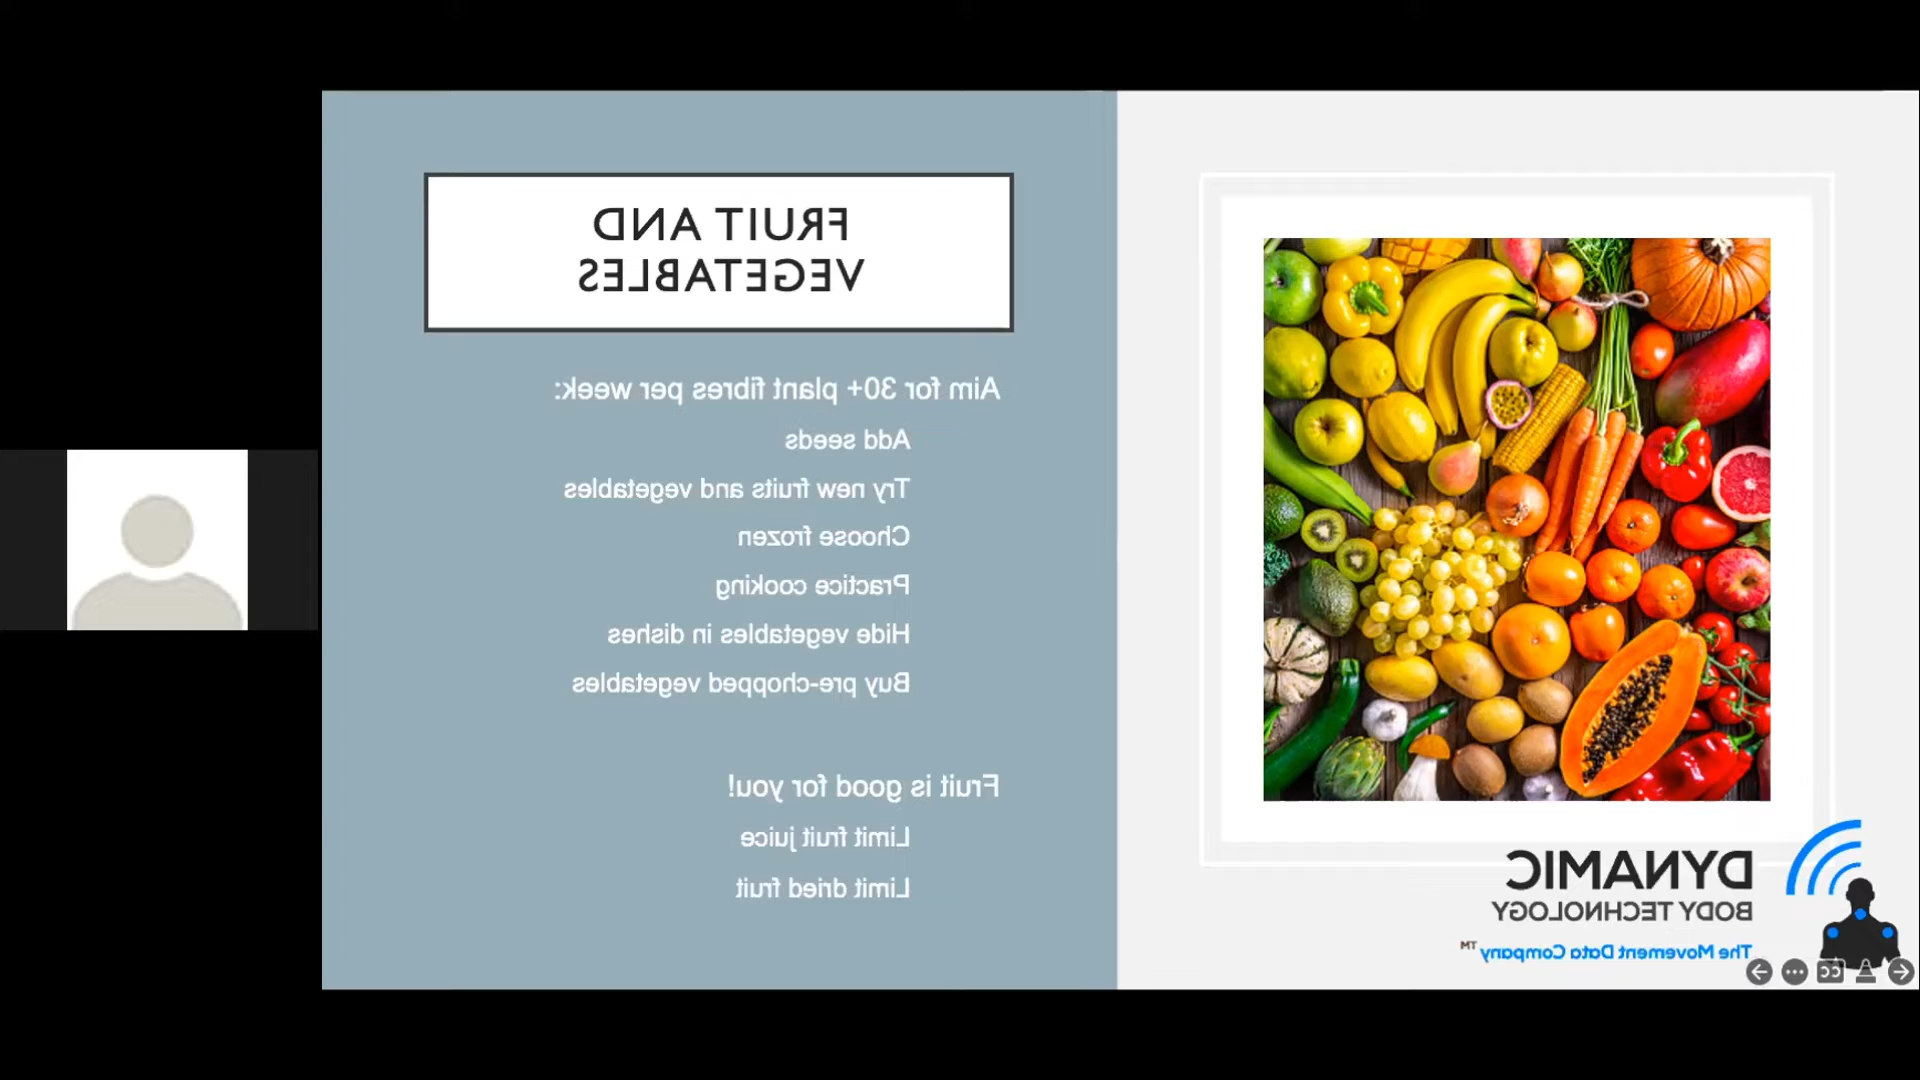 FRUIT AND
VEGETABLES
Aim for 30+ plant fibres per week:
Add seeds
Try new fruits and vegetables
Choose frozen
Practice cooking
Hide vegetables in dishes
Buy pre-chopped vegetables
Fruit is good for you!
Limit fruit juice
Limit dried fruit
DYNAMIC
BODY TECHNOLOGY
The Movement Data Company™
CC